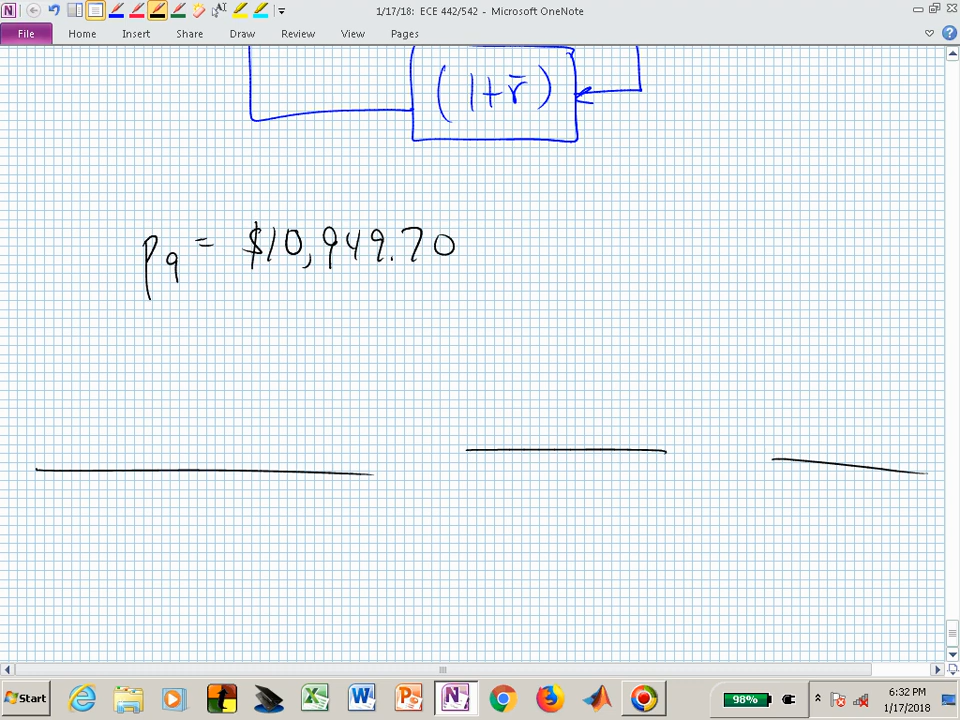 1/17/18: ECE 442/542 - Microsoft OneNote
File Home Insert Share Draw Review View Pages
(1+r̄)
p₉ = $10,949.70
Start
98%
6:32 PM
1/17/2018